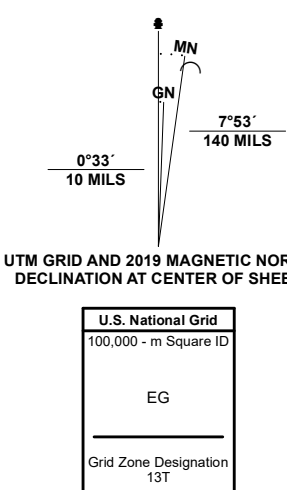 MN
GN
7°53´
140 MILS
0°33´
10 MILS
UTM GRID AND 2019 MAGNETIC NOR
DECLINATION AT CENTER OF SHEE
U.S. National Grid
100,000 - m Square ID
EG
Grid Zone Designation
13T